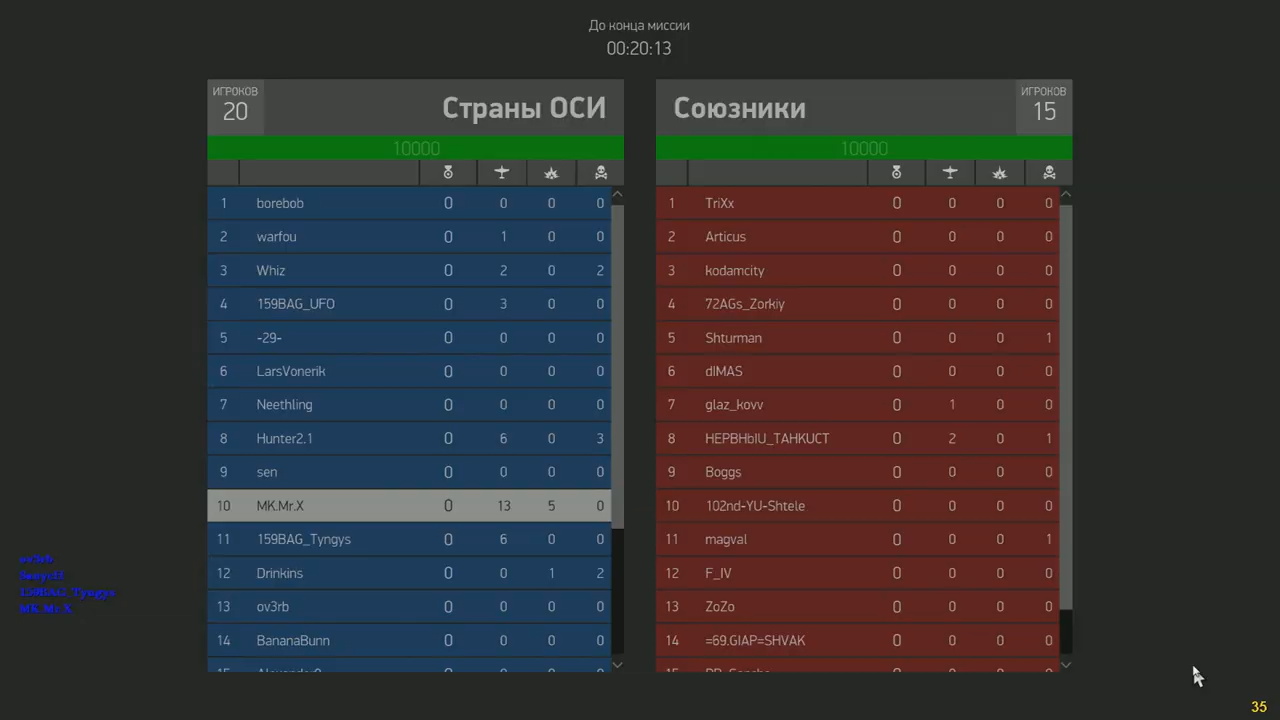 До конца миссии
00:20:13
ИГРОКОВ
20
Страны ОСИ
10000
1 borebob 0 0 0 0
2 warfou 0 1 0 0
3 Whiz 0 2 0 2
4 159BAG_UFO 0 3 0 0
5 -29- 0 0 0 0
6 LarsVonerik 0 0 0 0
7 Neethling 0 0 0 0
8 Hunter2.1 0 6 0 3
9 sen 0 0 0 0
10 MK.Mr.X 0 13 5 0
11 159BAG_Tyngys 0 6 0 0
12 Drinkins 0 0 1 2
13 ov3rb 0 0 0 0
14 BananaBunn 0 0 0 0
Союзники
ИГРОКОВ
15
10000
1 TriXx 0 0 0 0
2 Articus 0 0 0 0
3 kodamcity 0 0 0 0
4 72AGs_Zorkiy 0 0 0 0
5 Shturman 0 0 0 1
6 dIMAS 0 0 0 0
7 glaz_kovv 0 1 0 0
8 HEPBHbIU_TAHKUCT 0 2 0 1
9 Boggs 0 0 0 0
10 102nd-YU-Shtele 0 0 0 0
11 magval 0 0 0 1
12 F_IV 0 0 0 0
13 ZoZo 0 0 0 0
14 =69.GIAP=SHVAK 0 0 0 0
159BAG_Tyngys
MK.Mr.X
35